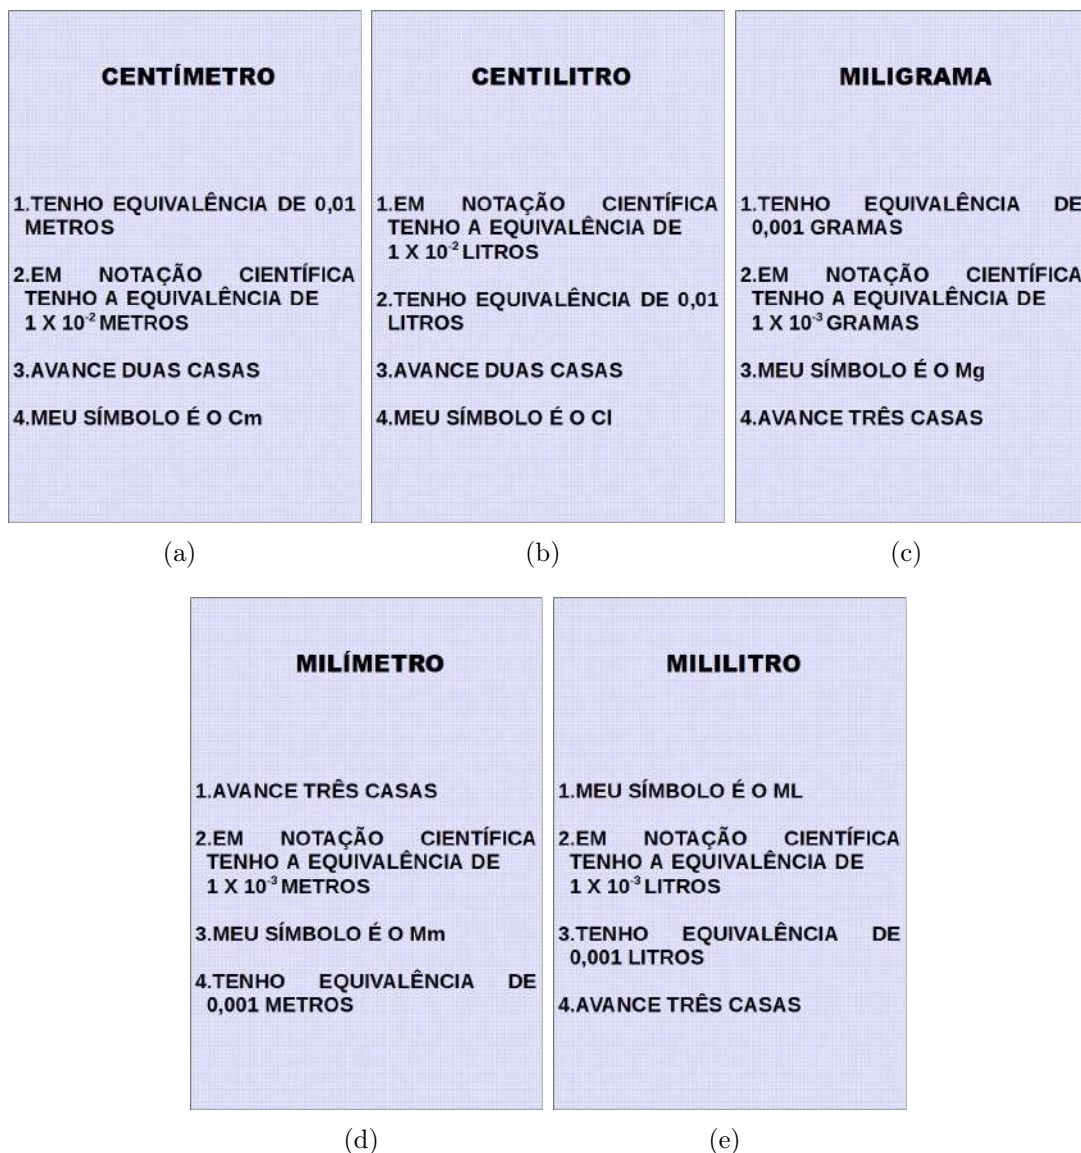 CENTÍMETRO
1.TENHO EQUIVALÊNCIA DE 0,01
METROS
2.EM NOTAÇÃO CIENTÍFICA
TENHO A EQUIVALÊNCIA DE
1 X 10⁻² METROS
3.AVANCE DUAS CASAS
4.MEU SÍMBOLO É O Cm
(a)
CENTILITRO
1.EM NOTAÇÃO CIENTÍFICA
TENHO A EQUIVALÊNCIA DE
1 X 10⁻² LITROS
2.TENHO EQUIVALÊNCIA DE 0,01
LITROS
3.AVANCE DUAS CASAS
4.MEU SÍMBOLO É O Cl
(b)
MILIGRAMA
1.TENHO EQUIVALÊNCIA DE
0,001 GRAMAS
2.EM NOTAÇÃO CIENTÍFICA
TENHO A EQUIVALÊNCIA DE
1 X 10⁻³ GRAMAS
3.MEU SÍMBOLO É O Mg
4.AVANCE TRÊS CASAS
(c)
MILÍMETRO
1.AVANCE TRÊS CASAS
2.EM NOTAÇÃO CIENTÍFICA
TENHO A EQUIVALÊNCIA DE
1 X 10⁻³ METROS
3.MEU SÍMBOLO É O Mm
4.TENHO EQUIVALÊNCIA DE
0,001 METROS
(d)
MILILITRO
1.MEU SÍMBOLO É O ML
2.EM NOTAÇÃO CIENTÍFICA
TENHO A EQUIVALÊNCIA DE
1 X 10⁻³ LITROS
3.TENHO EQUIVALÊNCIA DE
0,001 LITROS
4.AVANCE TRÊS CASAS
(e)